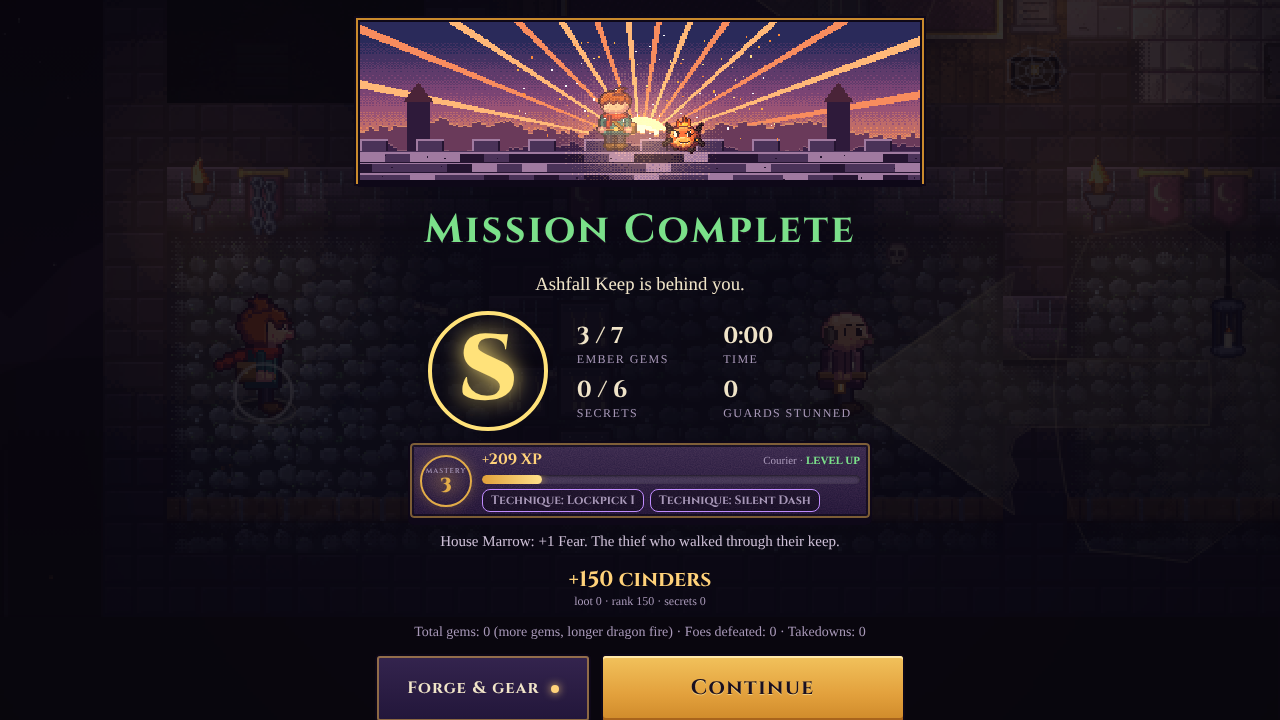 Mission Complete
Ashfall Keep is behind you.
S
3 / 7
EMBER GEMS
0:00
TIME
0 / 6
SECRETS
0
GUARDS STUNNED
MASTERY
3
+209 XP
Courier · LEVEL UP
Technique: Lockpick I
Technique: Silent Dash
House Marrow: +1 Fear. The thief who walked through their keep.
+150 cinders
loot 0 · rank 150 · secrets 0
Total gems: 0 (more gems, longer dragon fire) · Foes defeated: 0 · Takedowns: 0
Forge & gear
Continue